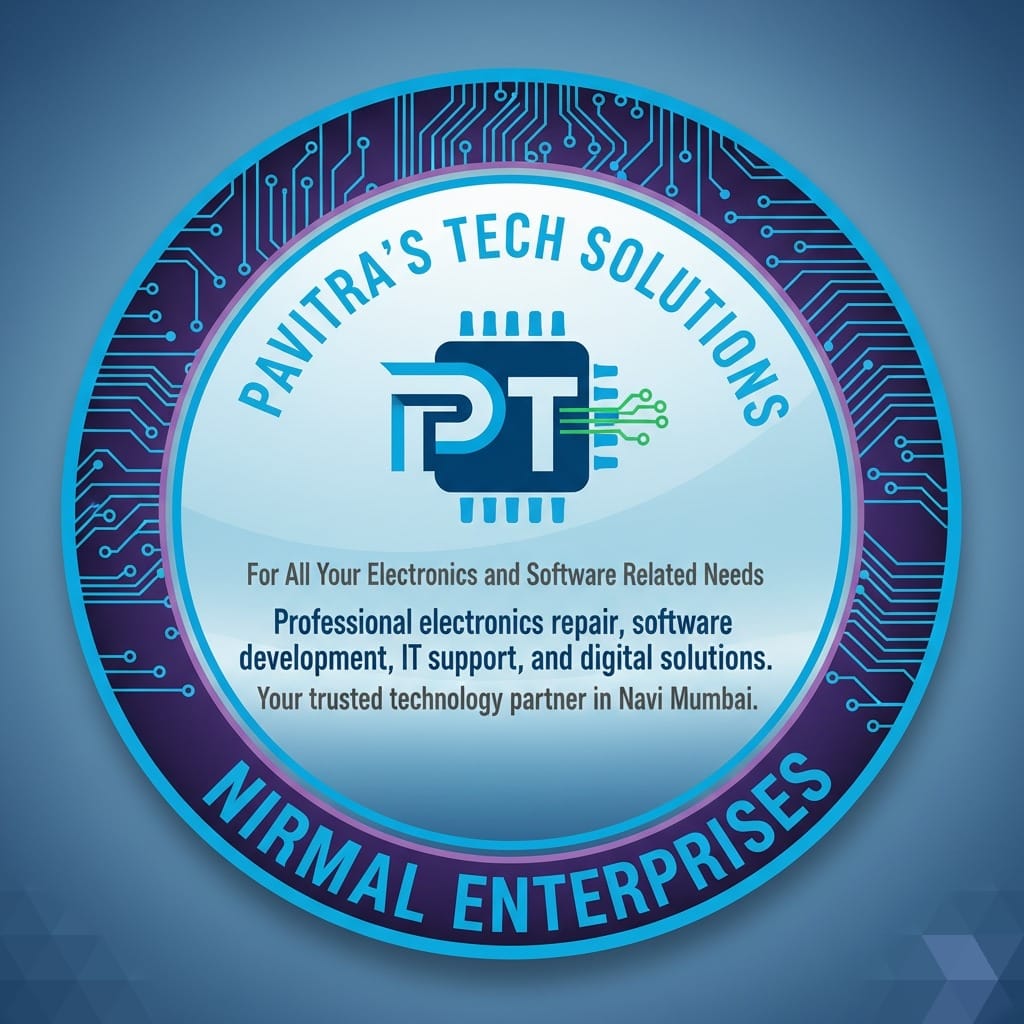 PAVITRA'S TECH SOLUTIONS
PT
For All Your Electronics and Software Related Needs
Professional electronics repair, software
development, IT support, and digital solutions.
Your trusted technology partner in Navi Mumbai.
NIRMAL ENTERPRISES